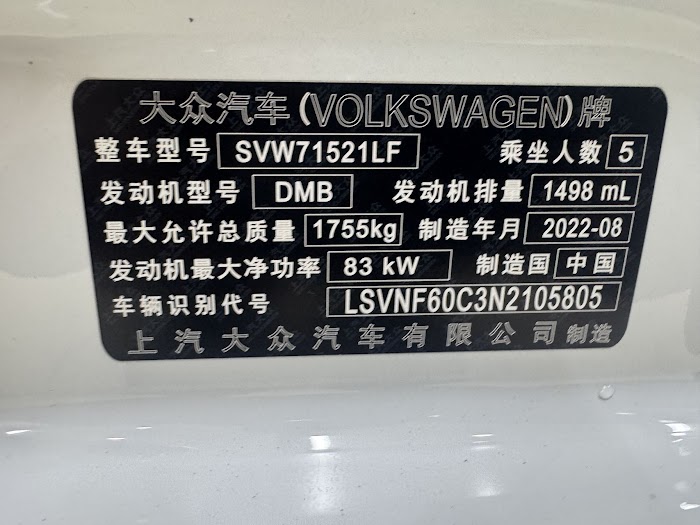 大众汽车(VOLKSWAGEN)牌
整车型号 SVW71521LF 乘坐人数 5
发动机型号 DMB 发动机排量 1498 mL
最大允许总质量 1755kg 制造年月 2022-08
发动机最大净功率 83 kW 制造国 中国
车辆识别代号 LSVNF60C3N2105805
上汽大众汽车有限公司制造